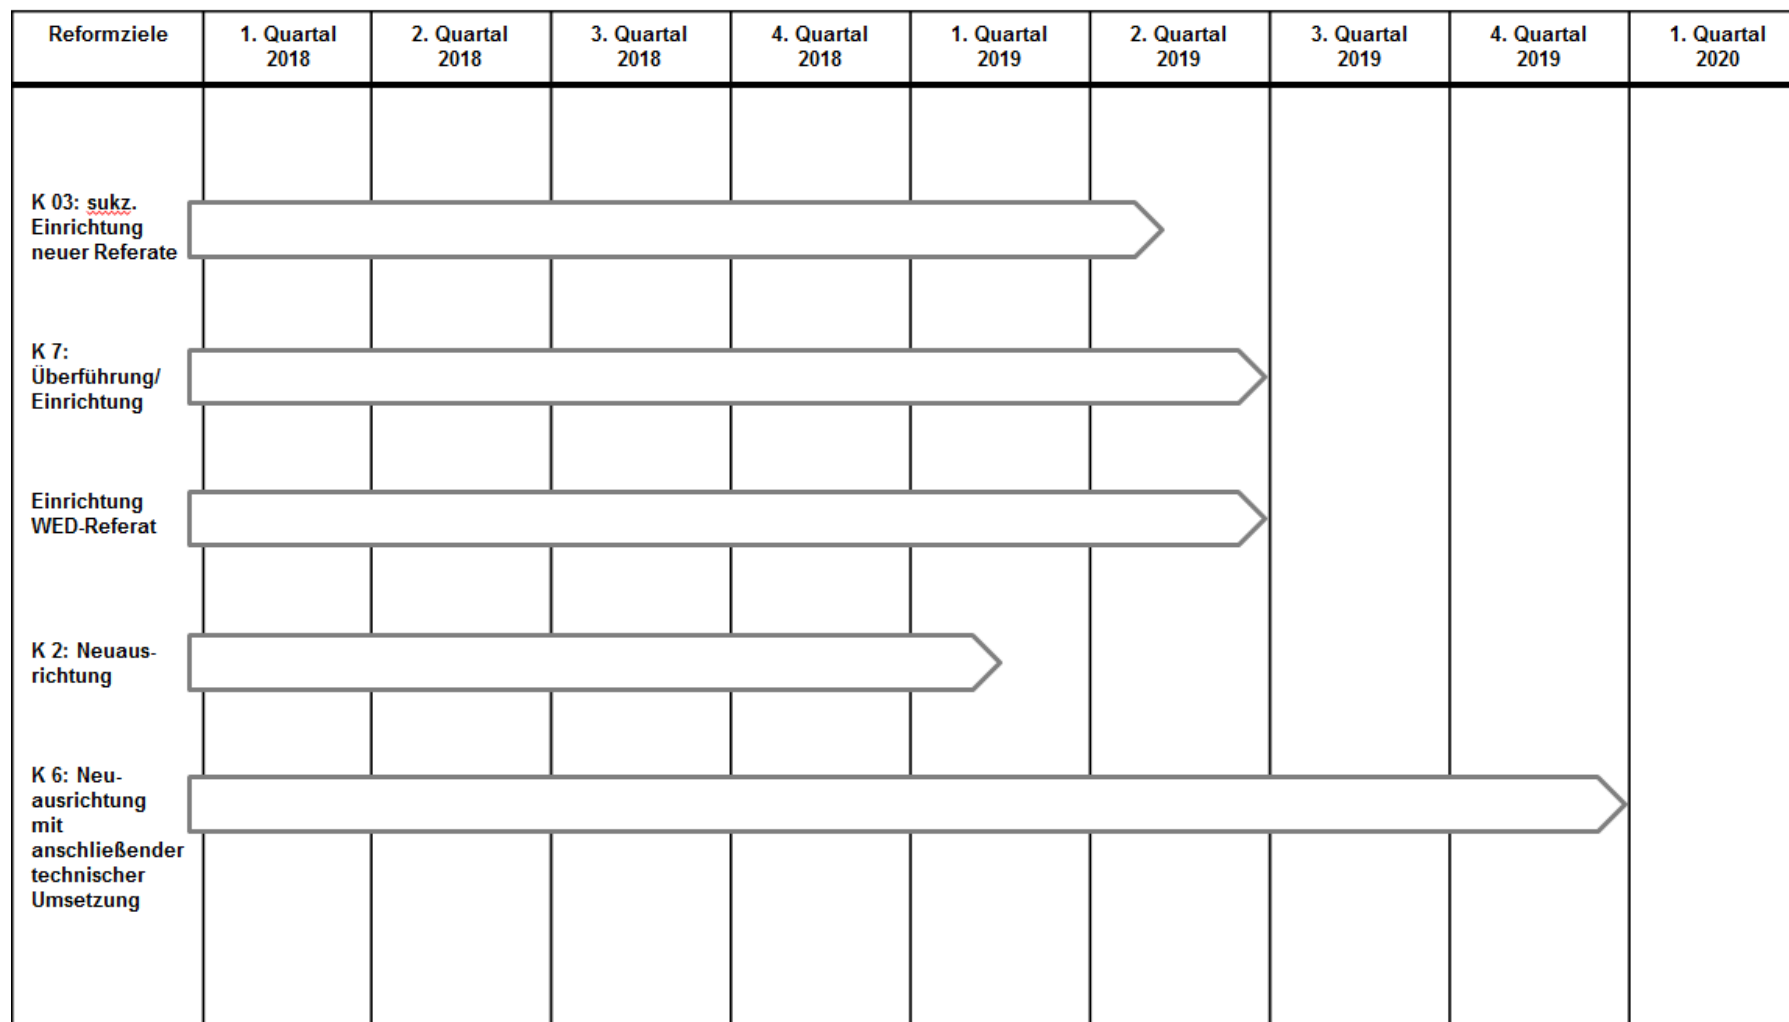 Reformziele
1. Quartal
2018
2. Quartal
2018
3. Quartal
2018
4. Quartal
2018
1. Quartal
2019
2. Quartal
2019
3. Quartal
2019
4. Quartal
2019
1. Quartal
2020
K 03: sukz.
Einrichtung
neuer Referate
K 7:
Überführung/
Einrichtung
Einrichtung
WED-Referat
K 2: Neuaus-
richtung
K 6: Neu-
ausrichtung
mit
anschließender
technischer
Umsetzung